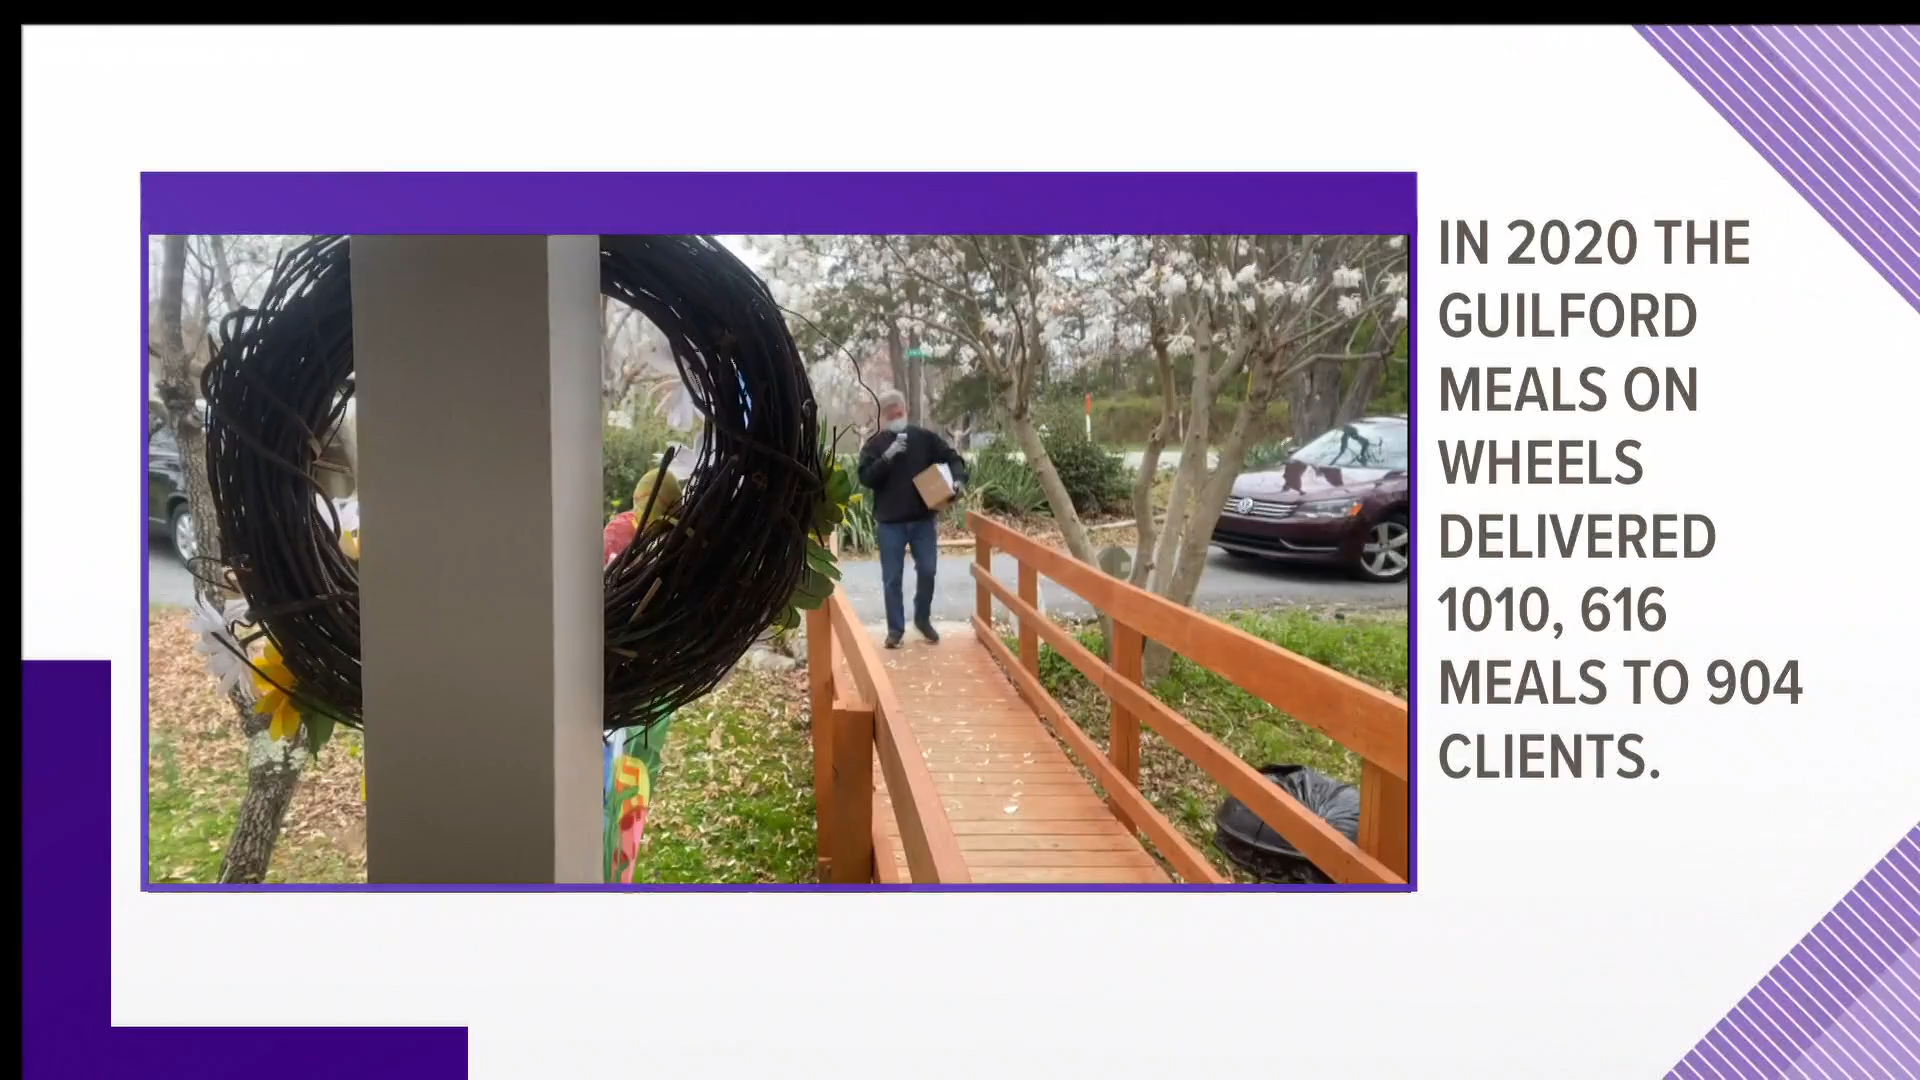 IN 2020 THE
GUILFORD
MEALS ON
WHEELS
DELIVERED
1010, 616
MEALS TO 904
CLIENTS.